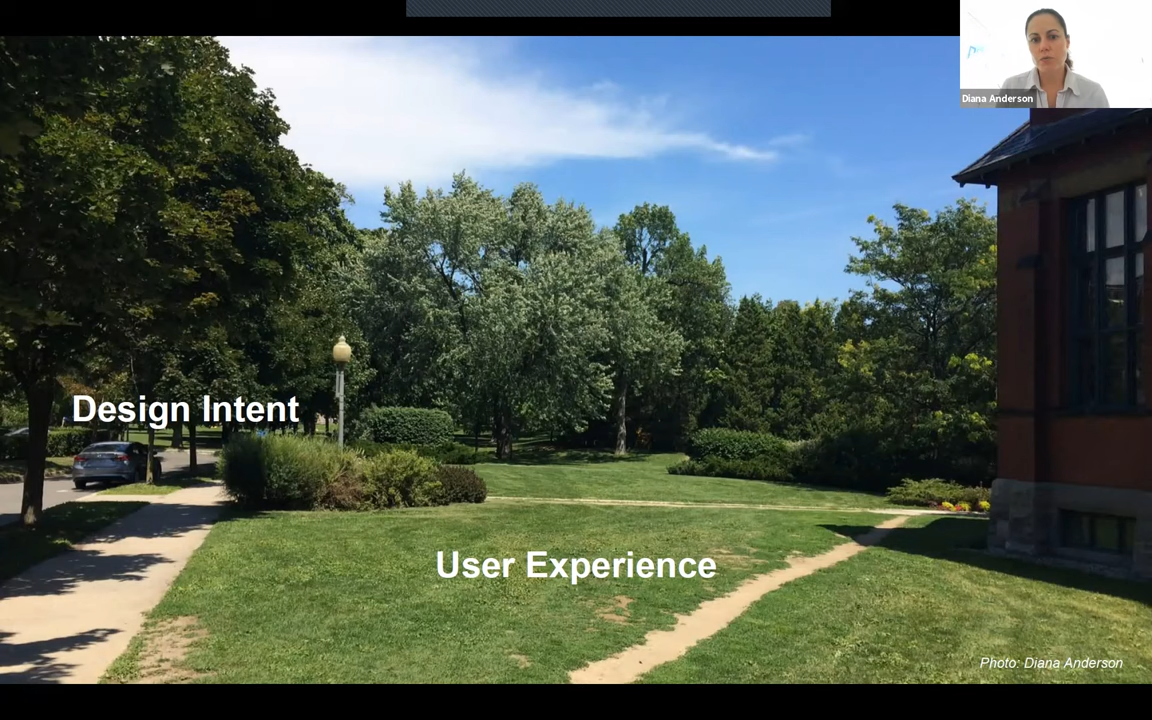 Diana Anderson
Design Intent
User Experience
Photo: Diana Anderson